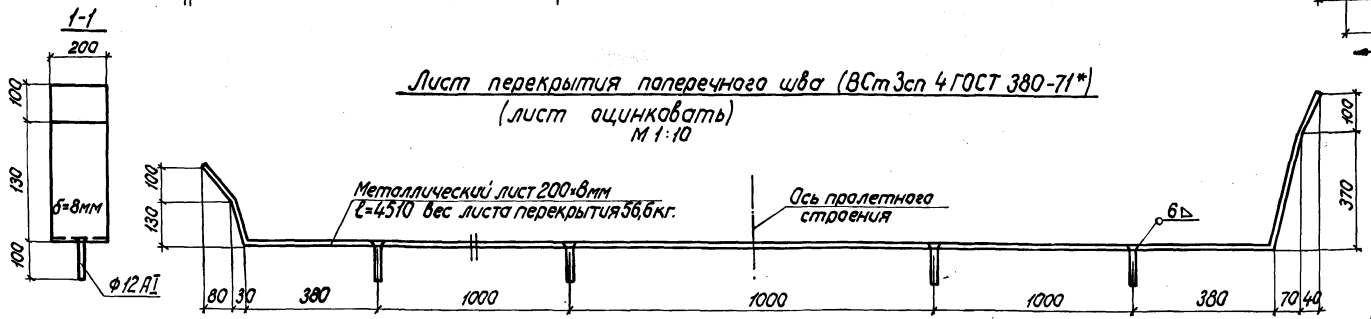 1-1
200
100
130
100
δ=8мм
Ф12АI
Лист перекрытия поперечного шва (ВСт3сп 4 ГОСТ 380-71*)
(лист оцинковать)
М 1:10
100
130
Металлический лист 200×8мм
ℓ=4510 вес листа перекрытия 56,6кг.
Ось пролетного
строения
6
100
370
80 30 380 1000 1000 1000 380 70 40